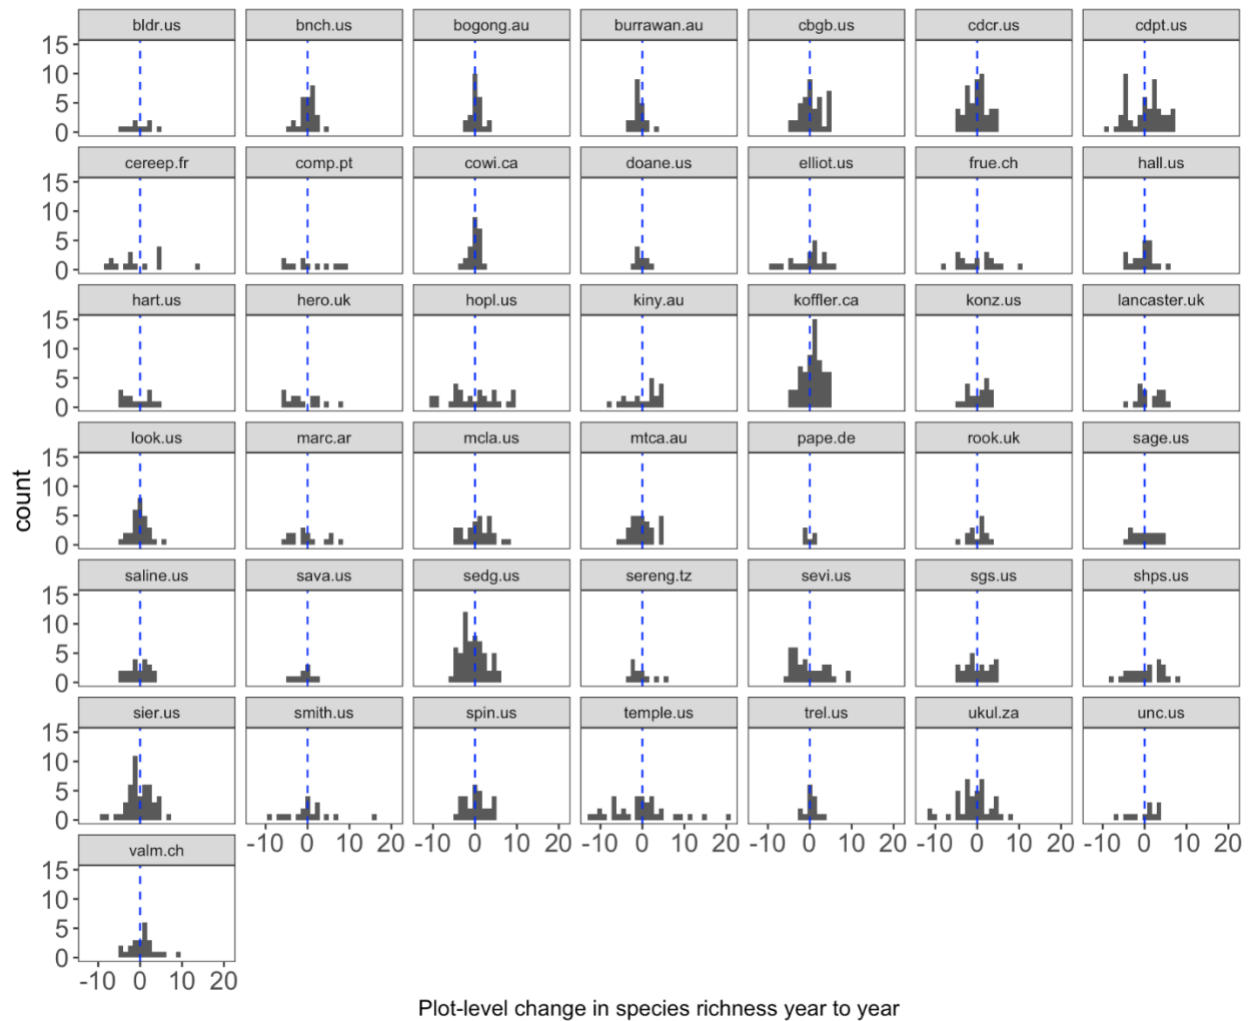 bldr.us bnch.us bogong.au burrawan.au cbgb.us cdcr.us cdpt.us
15
10
5
0
cereep.fr comp.pt cowi.ca doane.us elliot.us frue.ch hall.us
15
10
5
0
hart.us hero.uk hopl.us kiny.au koffler.ca konz.us lancaster.uk
15
10
5
0
look.us marc.ar mcla.us mtca.au pape.de rook.uk sage.us
15
10
5
0
count
saline.us sava.us sedg.us sereng.tz sevi.us sgs.us shps.us
15
10
5
0
sier.us smith.us spin.us temple.us trel.us ukul.za unc.us
15
10
5
0
-10 0 10 20 -10 0 10 20 -10 0 10 20 -10 0 10 20 -10 0 10 20 -10 0 10 20
valm.ch
15
10
5
0
-10 0 10 20
Plot-level change in species richness year to year